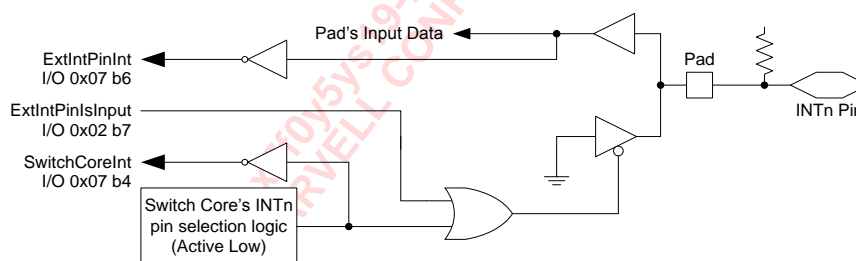 Pad's Input Data
ExtIntPinInt
I/O 0x07 b6
Pad
INTn Pin
ExtIntPinIsInput
I/O 0x02 b7
SwitchCoreInt
I/O 0x07 b4
Switch Core's INTn
pin selection logic
(Active Low)